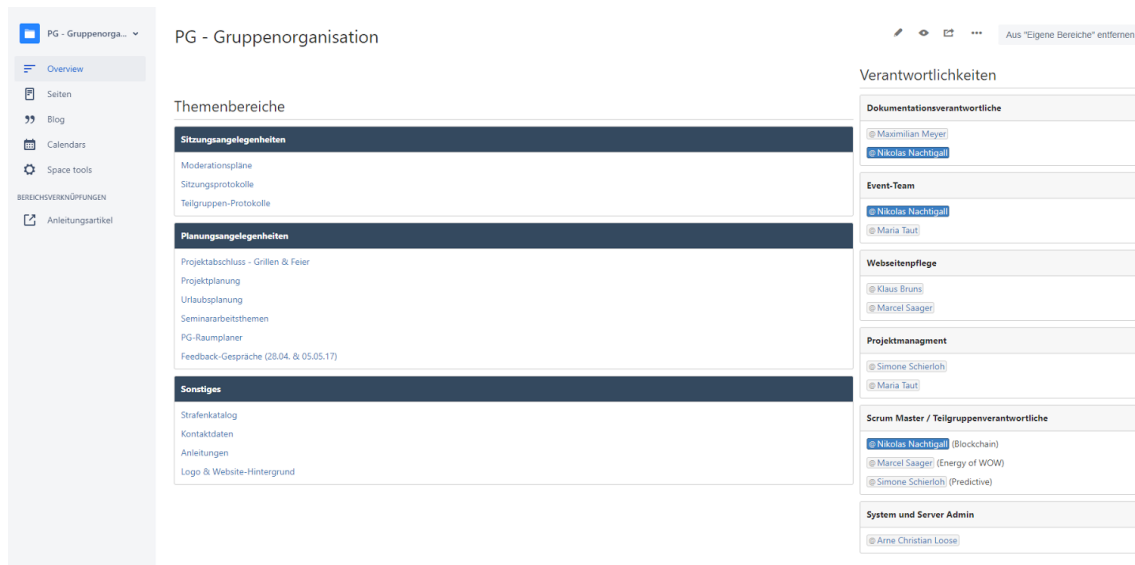 PG - Gruppenorga...
Overview
Seiten
Blog
Calendars
Space tools
BEREICHSVERKNÜPFUNGEN
Anleitungsartikel
PG - Gruppenorganisation
Aus "Eigene Bereiche" entfernen
Themenbereiche
Sitzungsangelegenheiten
Moderationspläne
Sitzungsprotokolle
Teilgruppen-Protokolle
Planungsangelegenheiten
Projektabschluss - Grillen & Feier
Projektplanung
Urlaubsplanung
Seminararbeitsthemen
PG-Raumplaner
Feedback-Gespräche (28.04. & 05.05.17)
Sonstiges
Strafenkatalog
Kontaktdaten
Anleitungen
Logo & Website-Hintergrund
Verantwortlichkeiten
Dokumentationsverantwortliche
@ Maximilian Meyer
@ Nikolas Nachtigall
Event-Team
@ Nikolas Nachtigall
@ Maria Taut
Webseitenpflege
@ Klaus Bruns
@ Marcel Saager
Projektmanagment
@ Simone Schierloh
@ Maria Taut
Scrum Master / Teilgruppenverantwortliche
@ Nikolas Nachtigall (Blockchain)
@ Marcel Saager (Energy of WOW)
@ Simone Schierloh (Predictive)
System und Server Admin
@ Arne Christian Loose